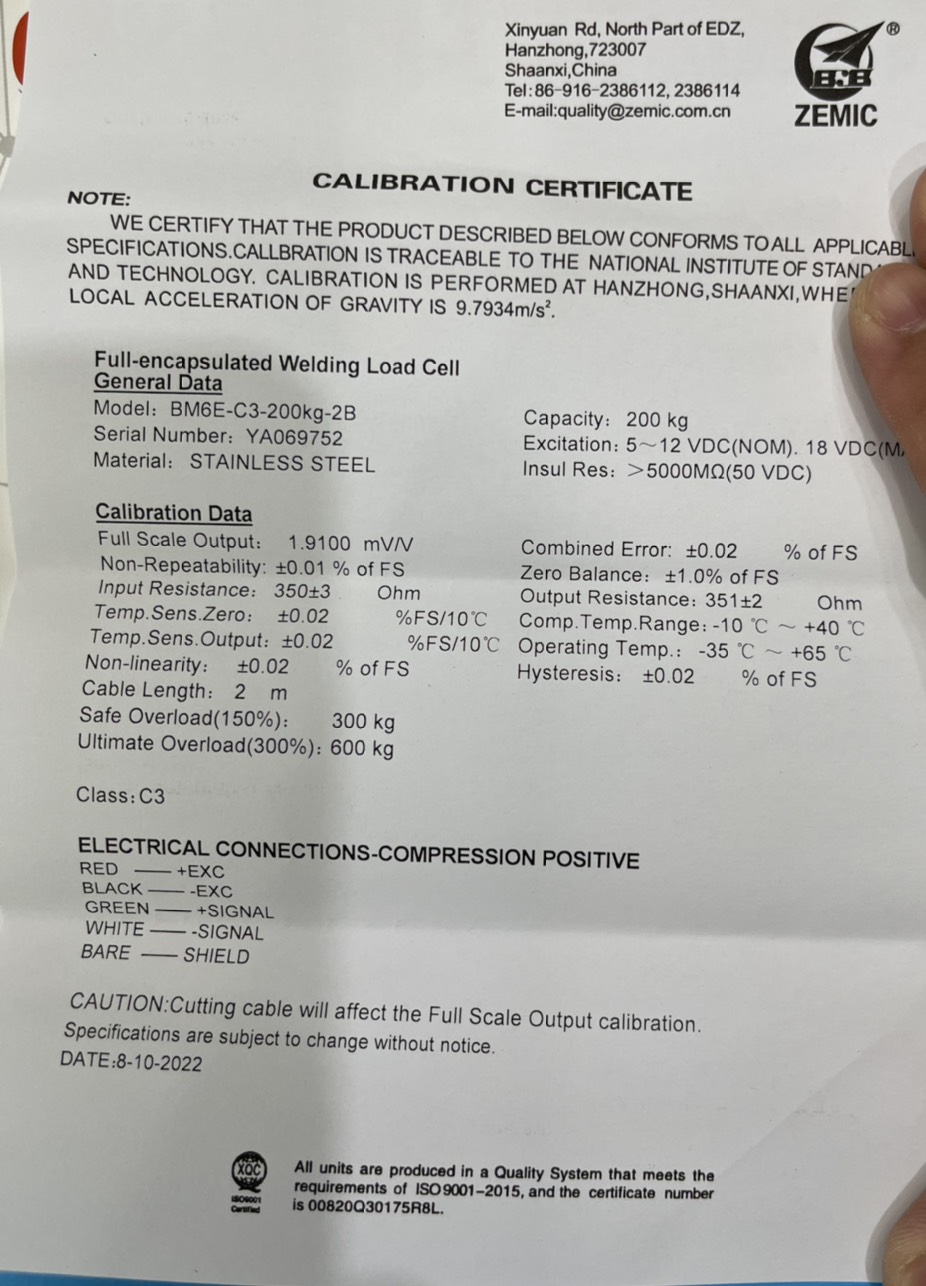 Xinyuan Rd, North Part of EDZ,
Hanzhong,723007
Shaanxi,China
Tel:86-916-2386112, 2386114
E-mail:quality@zemic.com.cn
®
ZEMIC
CALIBRATION CERTIFICATE
NOTE:
WE CERTIFY THAT THE PRODUCT DESCRIBED BELOW CONFORMS TO ALL APPLICABL
SPECIFICATIONS.CALLBRATION IS TRACEABLE TO THE NATIONAL INSTITUTE OF STAND
AND TECHNOLOGY. CALIBRATION IS PERFORMED AT HANZHONG,SHAANXI,WHE
LOCAL ACCELERATION OF GRAVITY IS 9.7934m/s².
Full-encapsulated Welding Load Cell
General Data
Model: BM6E-C3-200kg-2B
Serial Number: YA069752
Material: STAINLESS STEEL
Capacity: 200 kg
Excitation: 5～12 VDC(NOM). 18 VDC(M
Insul Res: ＞5000MΩ(50 VDC)
Calibration Data
Full Scale Output: 1.9100 mV/V
Non-Repeatability: ±0.01 % of FS
Input Resistance: 350±3 Ohm
Temp.Sens.Zero: ±0.02 %FS/10℃
Temp.Sens.Output: ±0.02 %FS/10℃
Non-linearity: ±0.02 % of FS
Cable Length: 2 m
Safe Overload(150%): 300 kg
Ultimate Overload(300%): 600 kg
Combined Error: ±0.02 % of FS
Zero Balance: ±1.0% of FS
Output Resistance: 351±2 Ohm
Comp.Temp.Range: -10 ℃ ～ +40 ℃
Operating Temp.: -35 ℃ ～ +65 ℃
Hysteresis: ±0.02 % of FS
Class:C3
ELECTRICAL CONNECTIONS-COMPRESSION POSITIVE
RED —— +EXC
BLACK —— -EXC
GREEN —— +SIGNAL
WHITE —— -SIGNAL
BARE —— SHIELD
CAUTION:Cutting cable will affect the Full Scale Output calibration.
Specifications are subject to change without notice.
DATE:8-10-2022
XQC
ISO9001
Certified
All units are produced in a Quality System that meets the
requirements of ISO9001-2015, and the certificate number
is 00820Q30175R8L.